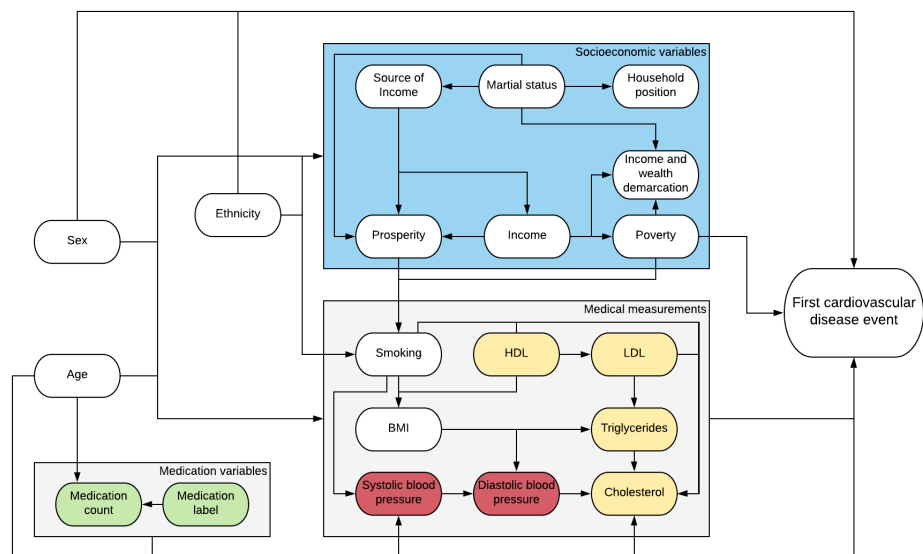 Socioeconomic variables
Source of
Income
Martial status
Household
position
Income and
wealth
demarcation
Ethnicity
Sex
Prosperity
Income
Poverty
First cardiovascular
disease event
Medical measurements
Age
Smoking
HDL
LDL
BMI
Triglycerides
Medication variables
Medication
count
Medication
label
Systolic blood
pressure
Diastolic blood
pressure
Cholesterol